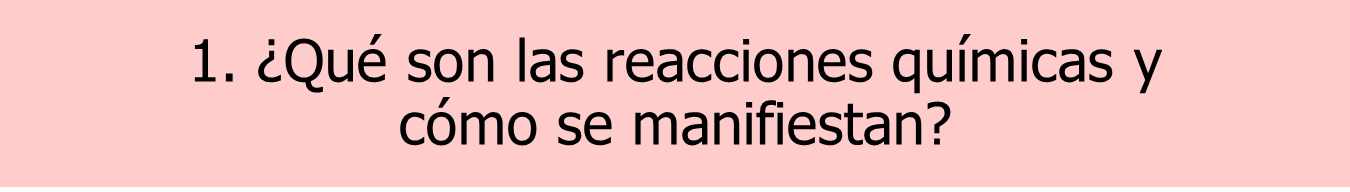 1. ¿Qué son las reacciones químicas y
cómo se manifiestan?